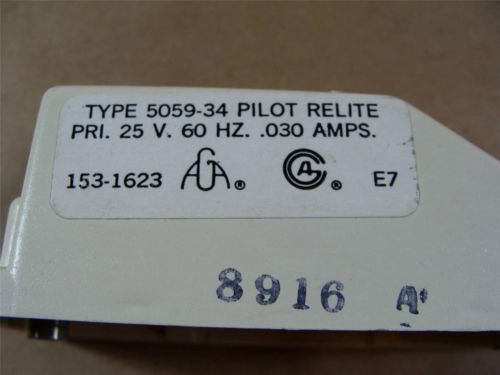 TYPE 5059-34 PILOT RELITE
PRI. 25 V. 60 HZ. .030 AMPS.
153-1623 AGA ® CGA ® E7
8916 A